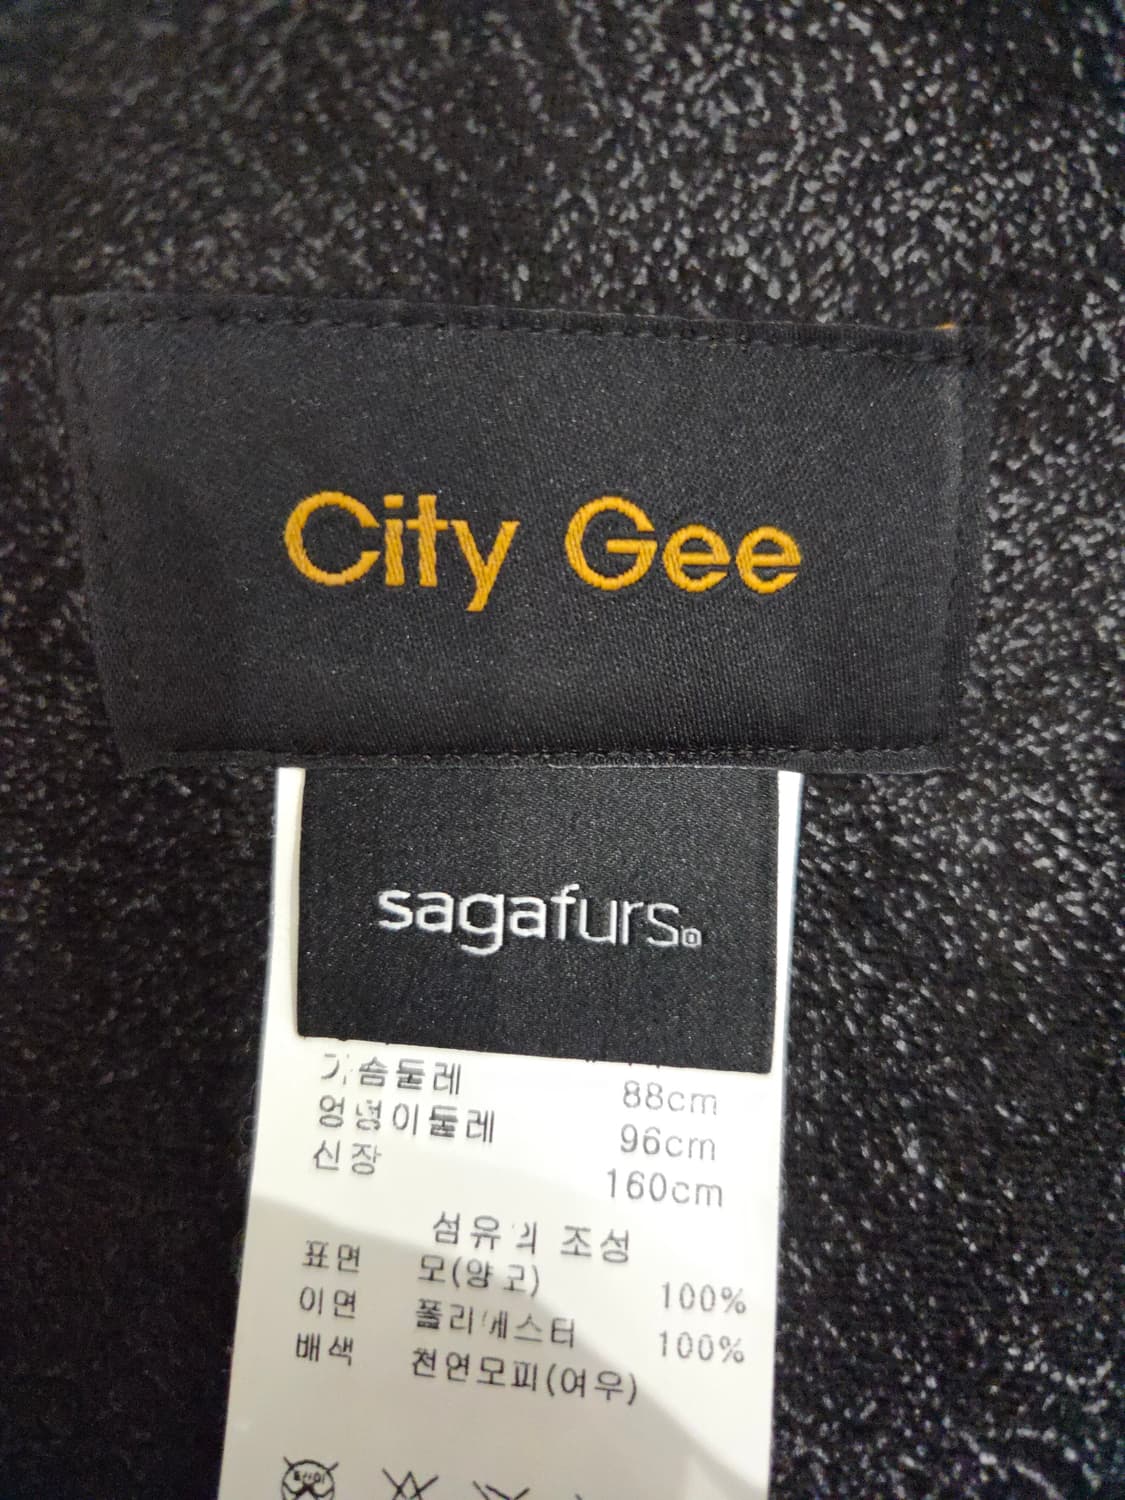 City Gee
sagafurs®
가슴둘레 88cm
엉덩이둘레 96cm
신장 160cm
섬유의 조성
표면 모(양모) 100%
이면 폴리에스터 100%
배색 천연모피(여우)